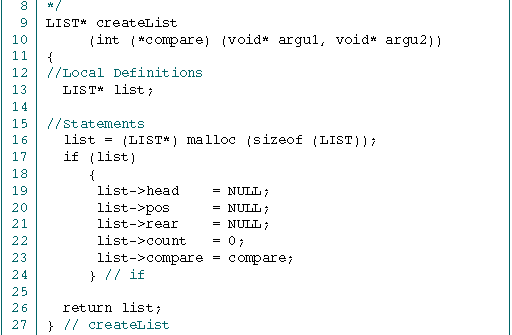 8 */
9 LIST* createList
10 (int (*compare) (void* argu1, void* argu2))
11 {
12 //Local Definitions
13 LIST* list;
14
15 //Statements
16 list = (LIST*) malloc (sizeof (LIST));
17 if (list)
18 {
19 list->head = NULL;
20 list->pos = NULL;
21 list->rear = NULL;
22 list->count = 0;
23 list->compare = compare;
24 } // if
25
26 return list;
27 } // createList